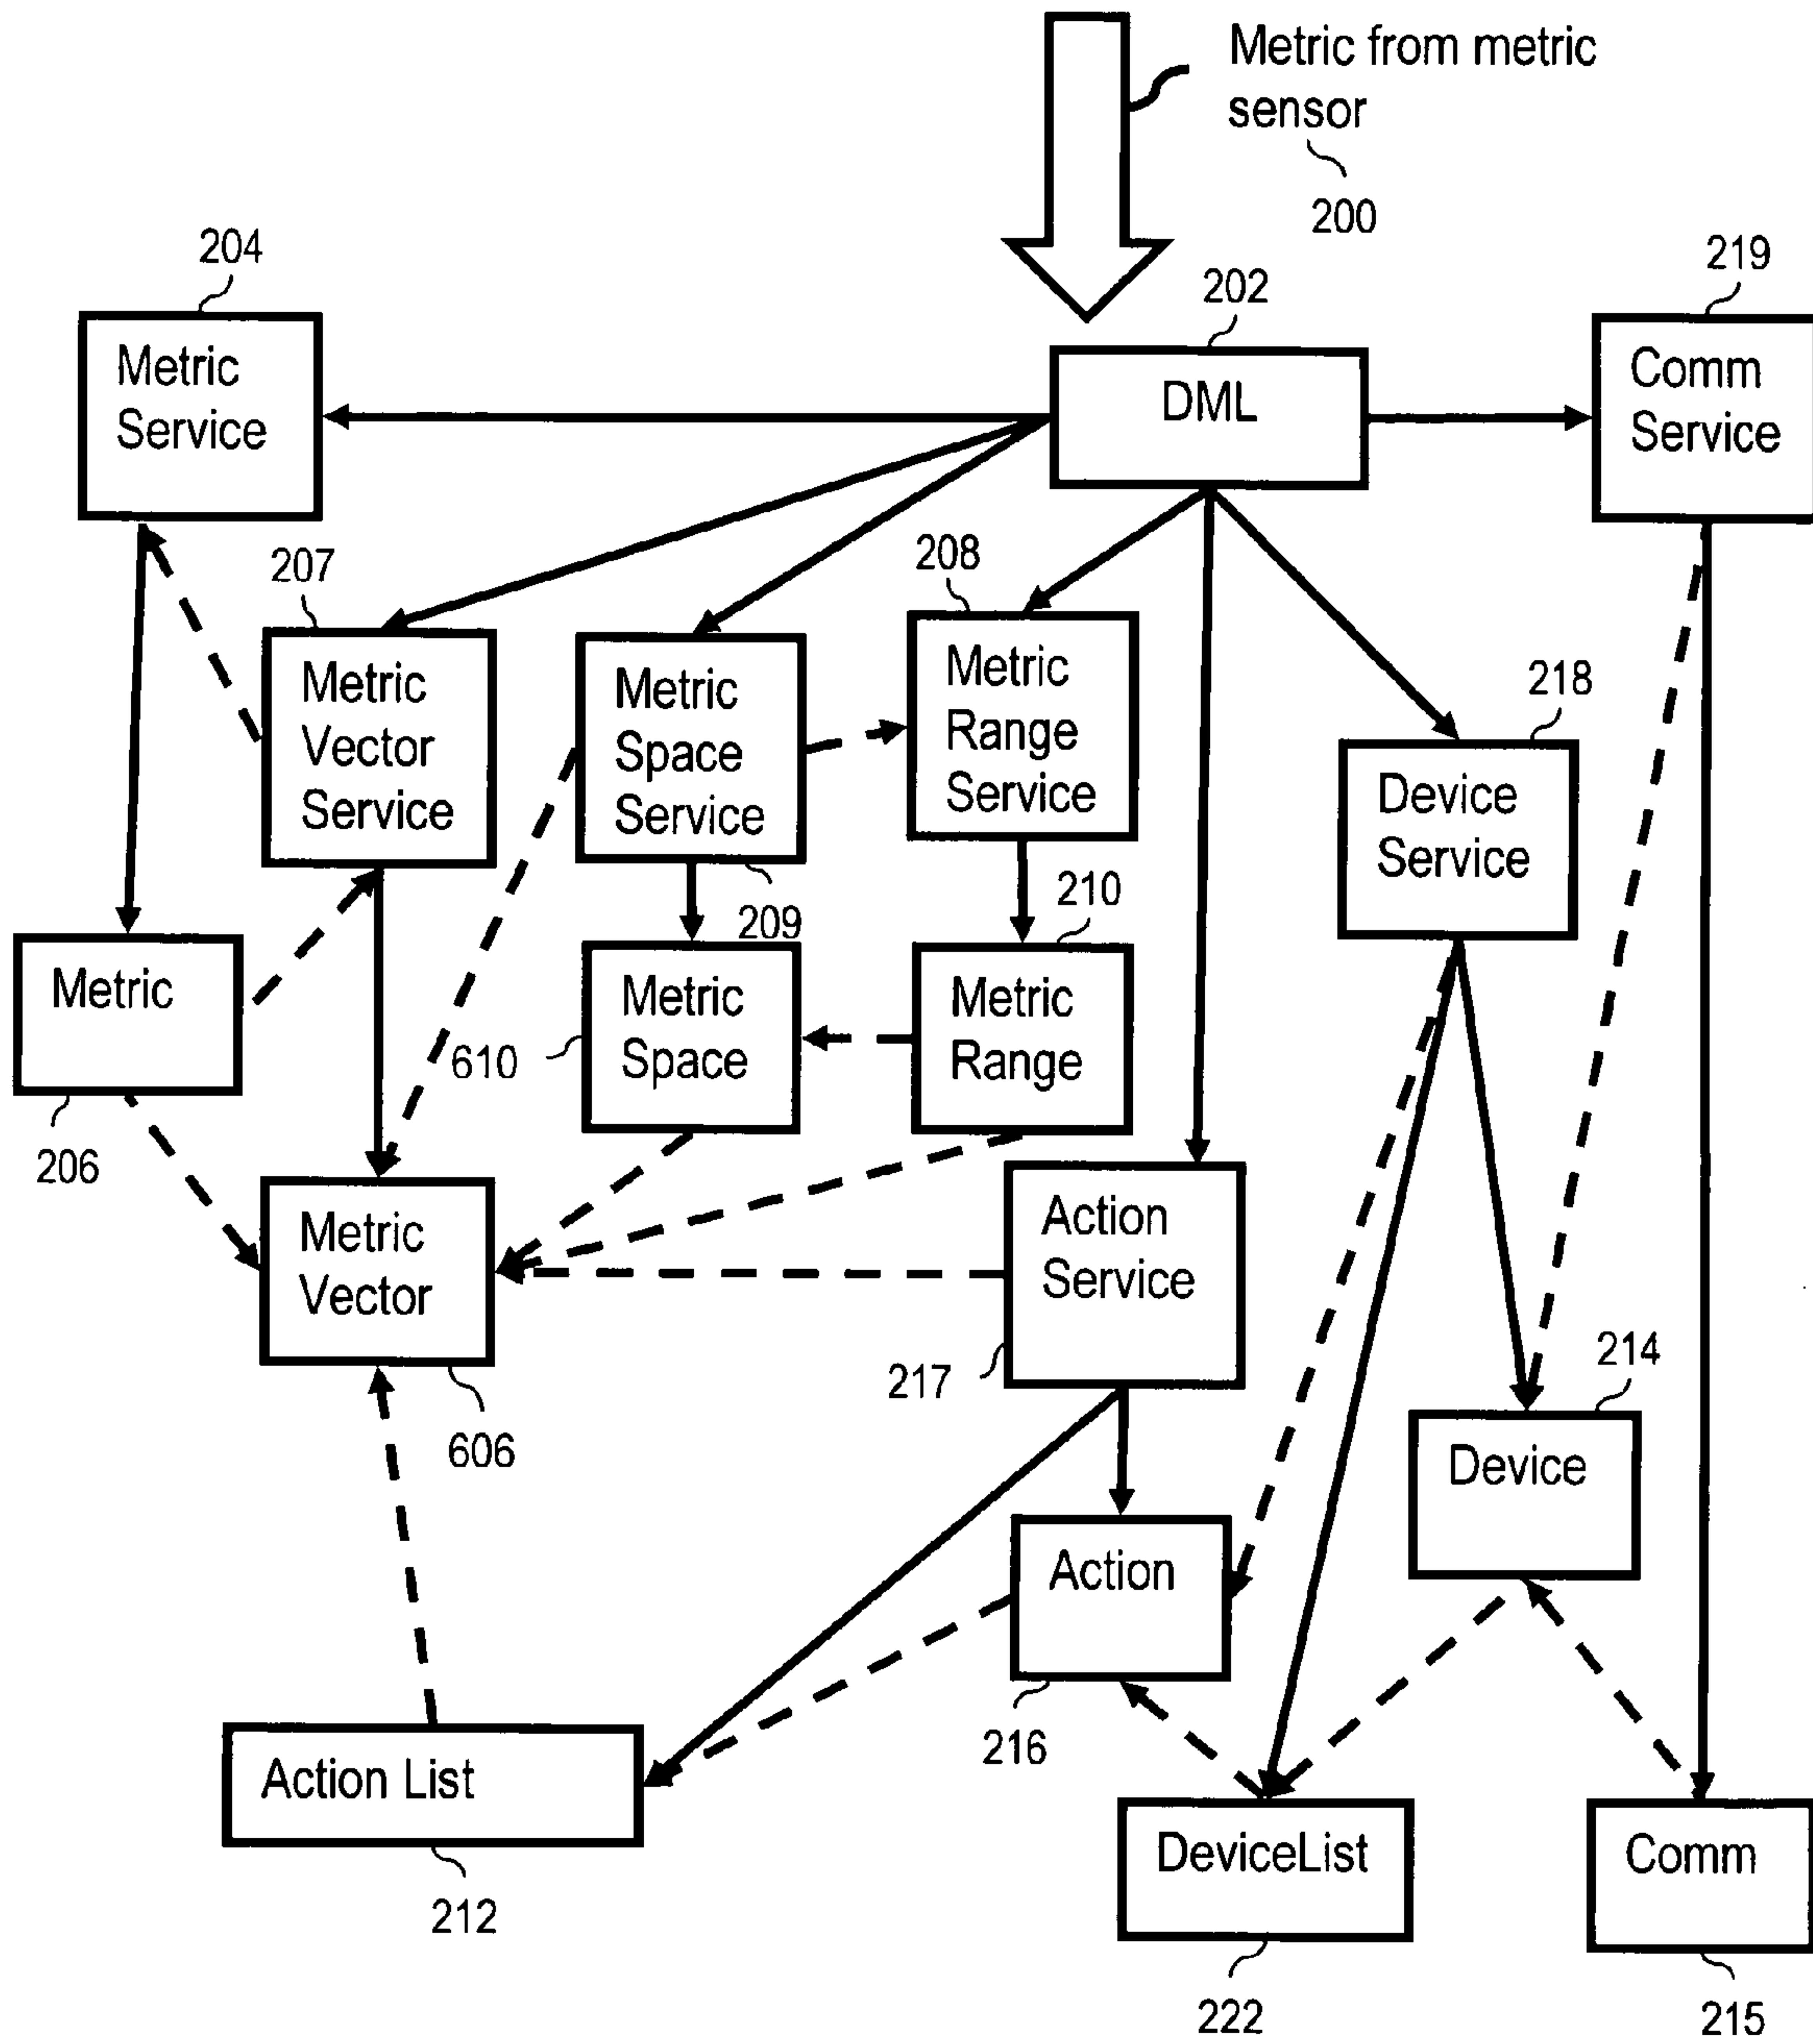 Metric from metric
sensor
200
204
202
219
Metric
Service
DML
Comm
Service
207
208
218
Metric
Vector
Service
Metric
Space
Service
Metric
Range
Service
Device
Service
209
210
Metric
610
Metric
Space
Metric
Range
206
Metric
Vector
Action
Service
217
214
606
Device
Action
216
Action List
DeviceList
Comm
212
222
215